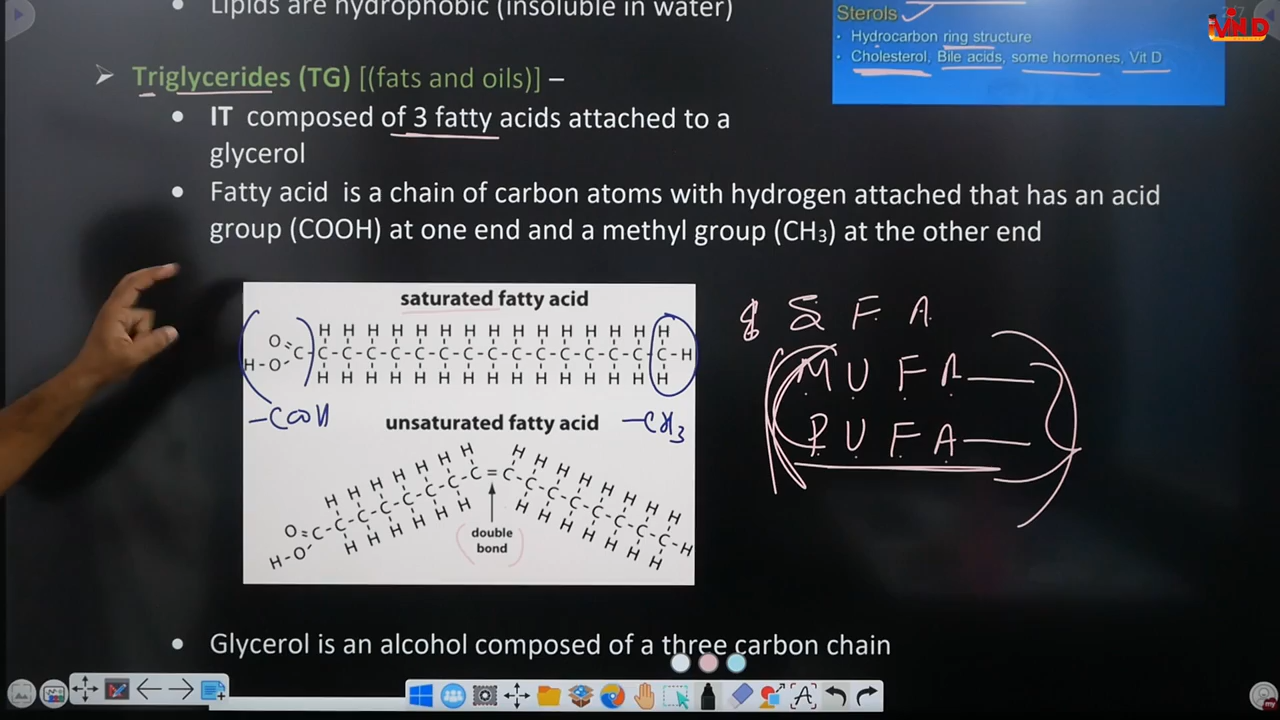 Lipids are hydrophobic (insoluble in water)
Sterols
Hydrocarbon ring structure
Cholesterol, Bile acids, some hormones, Vit D
ViND
Triglycerides (TG) [(fats and oils)] –
IT composed of 3 fatty acids attached to a
glycerol
Fatty acid is a chain of carbon atoms with hydrogen attached that has an acid
group (COOH) at one end and a methyl group (CH3) at the other end
saturated fatty acid
H H H H H H H H H H H H H H H
O=C-C-C-C-C-C-C-C-C-C-C-C-C-C-C-C-H
H-O
H H H H H H H H H H H H H H H
-COOH
-CH3
unsaturated fatty acid
double
bond
S F A
M U F A
P U F A
Glycerol is an alcohol composed of a three carbon chain